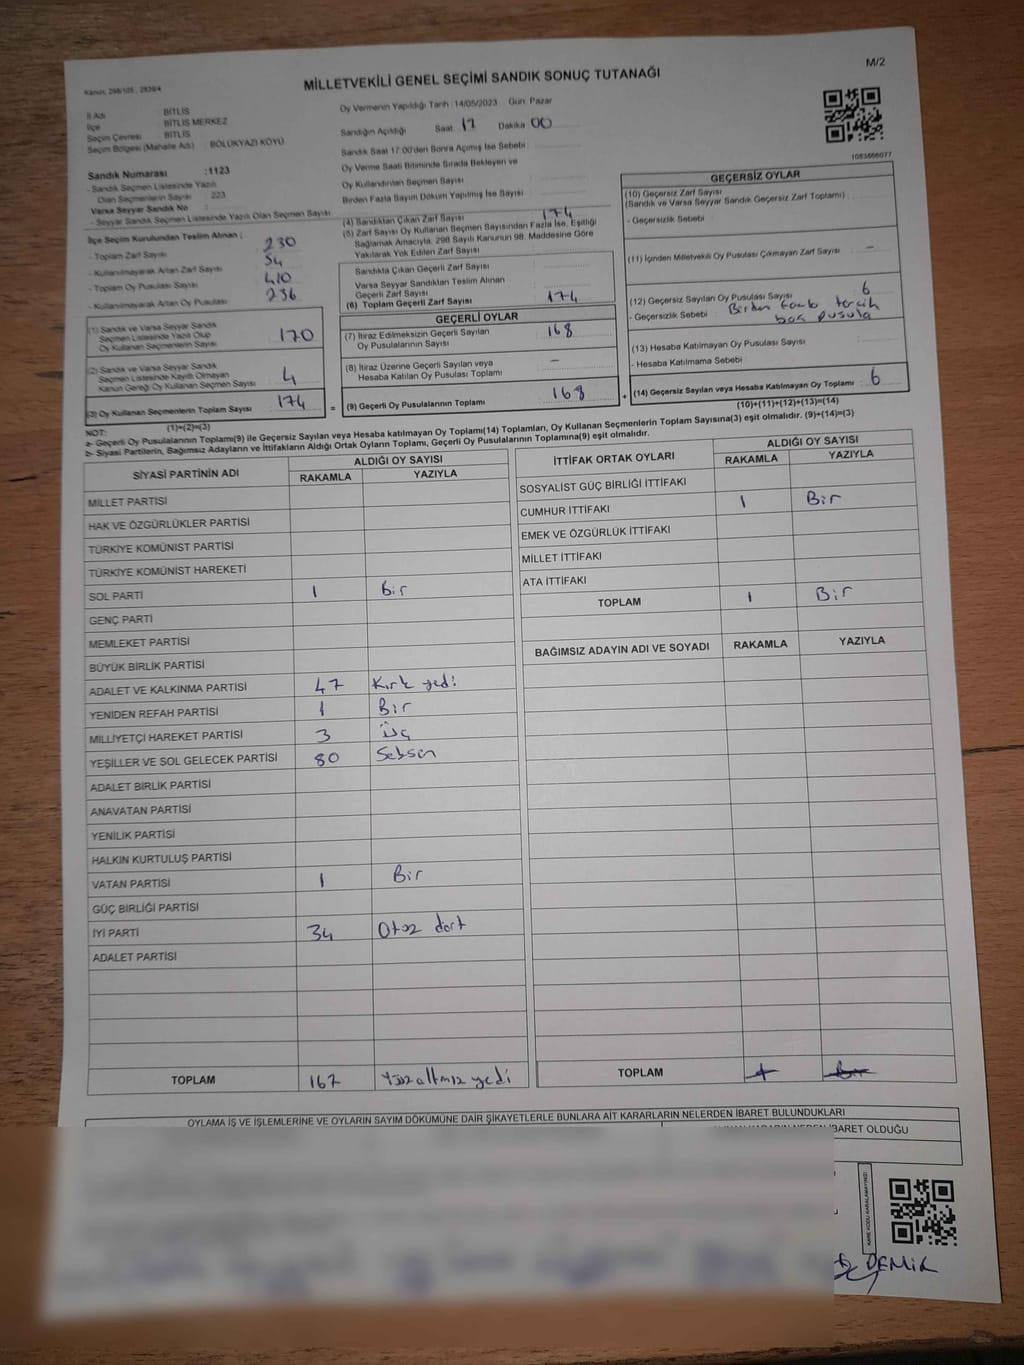 M/2
Kanun, 298/105 , 2839/4
MİLLETVEKİLİ GENEL SEÇİMİ SANDIK SONUÇ TUTANAĞI
İl Adı BİTLİS
İlçe BİTLİS MERKEZ
Seçim Çevresi BİTLİS
Seçim Bölgesi (Mahalle Adı) : BÖLÜKYAZI KÖYÜ
Sandık Numarası :1123
- Sandık Seçmen Listesinde Yazılı
Olan Seçmenlerin Sayısı : 223
Varsa Seyyar Sandık No :
- Seyyar Sandık Seçmen Listesinde Yazılı Olan Seçmen Sayısı
İlçe Seçim Kurulundan Teslim Alınan ;
- Toplam Zarf Sayısı 230
- Kullanılmayarak Artan Zarf Sayısı 54
- Toplam Oy Pusulası Sayısı 410
- Kullanılmayarak Artan Oy Pusulası 236
(1) Sandık ve Varsa Seyyar Sandık
Seçmen Listesinde Yazılı Olup
Oy Kullanan Seçmenlerin Sayısı 170
(2) Sandık ve Varsa Seyyar Sandık
Seçmen Listesinde Kayıtlı Olmayan
Kanun Gereği Oy Kullanan Seçmen Sayısı 4
(3) Oy Kullanan Seçmenlerin Toplam Sayısı 174
(1)+(2)=(3)
Oy Vermenin Yapıldığı Tarih :14/05/2023 Gün: Pazar
Sandığın Açıldığı Saat 17 Dakika 00
Sandık Saat 17:00'den Sonra Açılmış İse Sebebi :
Oy Verme Saati Bitiminde Sırada Bekleyen ve
Oy Kullandırılan Seçmen Sayısı
Birden Fazla Sayım Döküm Yapılmış İse Sayısı
(4) Sandıktan Çıkan Zarf Sayısı 174
(5) Zarf Sayısı Oy Kullanan Seçmen Sayısından Fazla İse, Eşitliği
Sağlamak Amacıyla, 298 Sayılı Kanunun 98. Maddesine Göre
Yakılarak Yok Edilen Zarf Sayısı
Sandıkta Çıkan Geçerli Zarf Sayısı
Varsa Seyyar Sandıktan Teslim Alınan
Geçerli Zarf Sayısı
(6) Toplam Geçerli Zarf Sayısı 174
GEÇERLİ OYLAR
(7) İtiraz Edilmeksizin Geçerli Sayılan
Oy Pusulalarının Sayısı 168
(8) İtiraz Üzerine Geçerli Sayılan veya
Hesaba Katılan Oy Pusulası Toplamı –
= (9) Geçerli Oy Pusulalarının Toplamı 168
1083666077
GEÇERSİZ OYLAR
(10) Geçersiz Zarf Sayısı
(Sandık ve Varsa Seyyar Sandık Geçersiz Zarf Toplamı) :
- Geçersizlik Sebebi
(11) İçinden Milletvekili Oy Pusulası Çıkmayan Zarf Sayısı –
(12) Geçersiz Sayılan Oy Pusulası Sayısı 6
- Geçersizlik Sebebi : Birden fazla tercih
boş pusula
(13) Hesaba Katılmayan Oy Pusulası Sayısı
- Hesaba Katılmama Sebebi
+ (14) Geçersiz Sayılan veya Hesaba Katılmayan Oy Toplamı 6
(10)+(11)+(12)+(13)=(14)
NOT:
a- Geçerli Oy Pusulalarının Toplamı(9) ile Geçersiz Sayılan veya Hesaba katılmayan Oy Toplamı(14) Toplamları, Oy Kullanan Seçmenlerin Toplam Sayısına(3) eşit olmalıdır. (9)+(14)=(3)
b- Siyasi Partilerin, Bağımsız Adayların ve İttifakların Aldığı Ortak Oyların Toplamı, Geçerli Oy Pusulalarının Toplamına(9) eşit olmalıdır.
SİYASİ PARTİNİN ADI ALDIĞI OY SAYISI
RAKAMLA YAZIYLA
MİLLET PARTİSİ
HAK VE ÖZGÜRLÜKLER PARTİSİ
TÜRKİYE KOMÜNİST PARTİSİ
TÜRKİYE KOMÜNİST HAREKETİ
SOL PARTİ 1 Bir
GENÇ PARTİ
MEMLEKET PARTİSİ
BÜYÜK BİRLİK PARTİSİ
ADALET VE KALKINMA PARTİSİ 47 Kırk yedi
YENİDEN REFAH PARTİSİ 1 Bir
MİLLİYETÇİ HAREKET PARTİSİ 3 Üç
YEŞİLLER VE SOL GELECEK PARTİSİ 80 Seksen
ADALET BİRLİK PARTİSİ
ANAVATAN PARTİSİ
YENİLİK PARTİSİ
HALKIN KURTULUŞ PARTİSİ
VATAN PARTİSİ 1 Bir
GÜÇ BİRLİĞİ PARTİSİ
İYİ PARTİ 34 Otuz dört
ADALET PARTİSİ
TOPLAM 167 Yüz altmış yedi
İTTİFAK ORTAK OYLARI ALDIĞI OY SAYISI
RAKAMLA YAZIYLA
SOSYALİST GÜÇ BİRLİĞİ İTTİFAKI
CUMHUR İTTİFAKI 1 Bir
EMEK VE ÖZGÜRLÜK İTTİFAKI
MİLLET İTTİFAKI
ATA İTTİFAKI
TOPLAM 1 Bir
BAĞIMSIZ ADAYIN ADI VE SOYADI RAKAMLA YAZIYLA
TOPLAM 1 Bir
OYLAMA İŞ VE İŞLEMLERİNE VE OYLARIN SAYIM DÖKÜMÜNE DAİR ŞİKAYETLERLE BUNLARA AİT KARARLARIN NELERDEN İBARET BULUNDUKLARI
İBARET OLDUĞU
KARE KODU KARALAMAYINIZ!
DEMİR